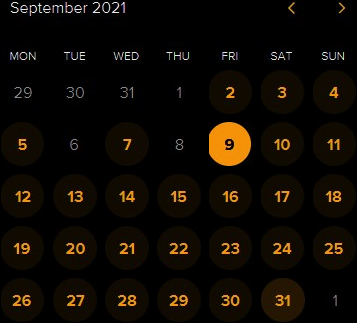 September 2021
MON TUE WED THU FRI SAT SUN
29 30 31 1 2 3 4
5 6 7 8 9 10 11
12 13 14 15 16 17 18
19 20 21 22 23 24 25
26 27 28 29 30 31 1